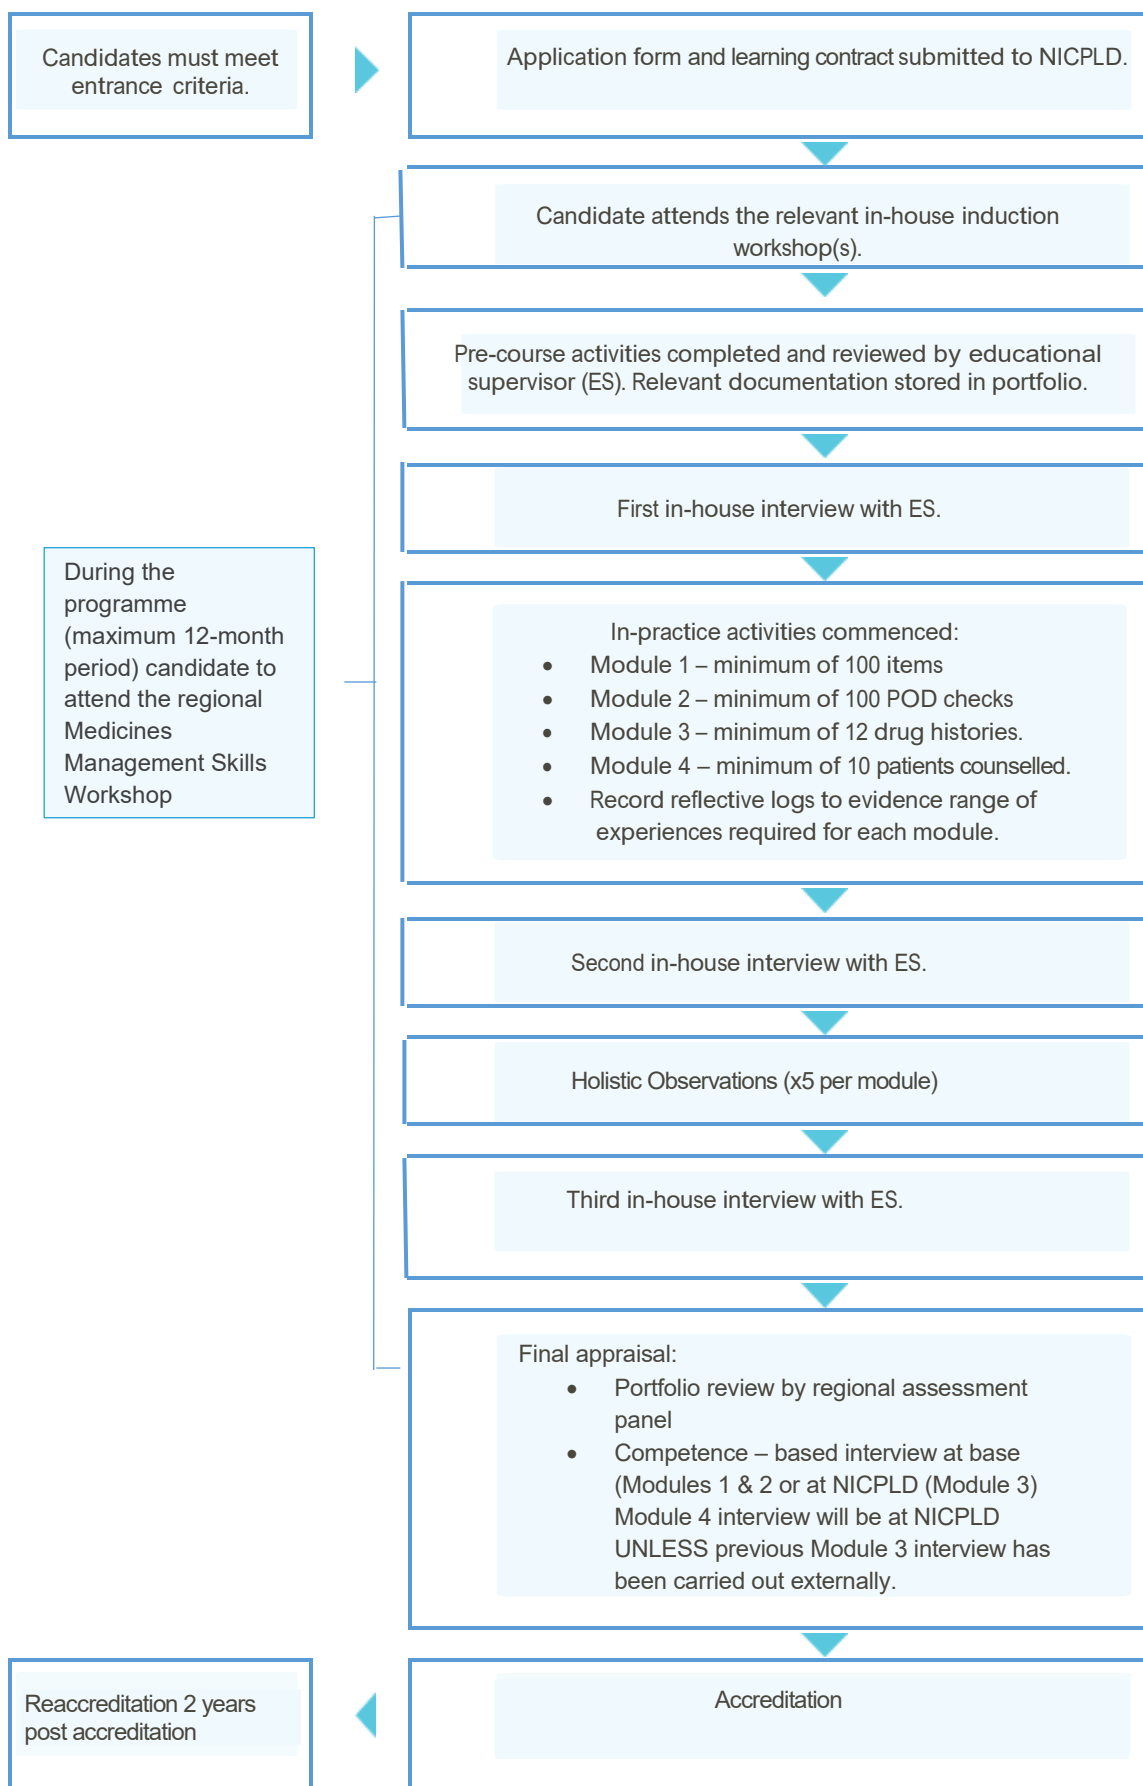 Candidates must meet
entrance criteria.
Application form and learning contract submitted to NICPLD.
Candidate attends the relevant in-house induction
workshop(s).
Pre-course activities completed and reviewed by educational
supervisor (ES). Relevant documentation stored in portfolio.
First in-house interview with ES.
During the
programme
(maximum 12-month
period) candidate to
attend the regional
Medicines
Management Skills
Workshop
In-practice activities commenced:
• Module 1 – minimum of 100 items
• Module 2 – minimum of 100 POD checks
• Module 3 – minimum of 12 drug histories.
• Module 4 – minimum of 10 patients counselled.
• Record reflective logs to evidence range of
experiences required for each module.
Second in-house interview with ES.
Holistic Observations (x5 per module)
Third in-house interview with ES.
Final appraisal:
• Portfolio review by regional assessment
panel
• Competence – based interview at base
(Modules 1 & 2 or at NICPLD (Module 3)
Module 4 interview will be at NICPLD
UNLESS previous Module 3 interview has
been carried out externally.
Accreditation
Reaccreditation 2 years
post accreditation